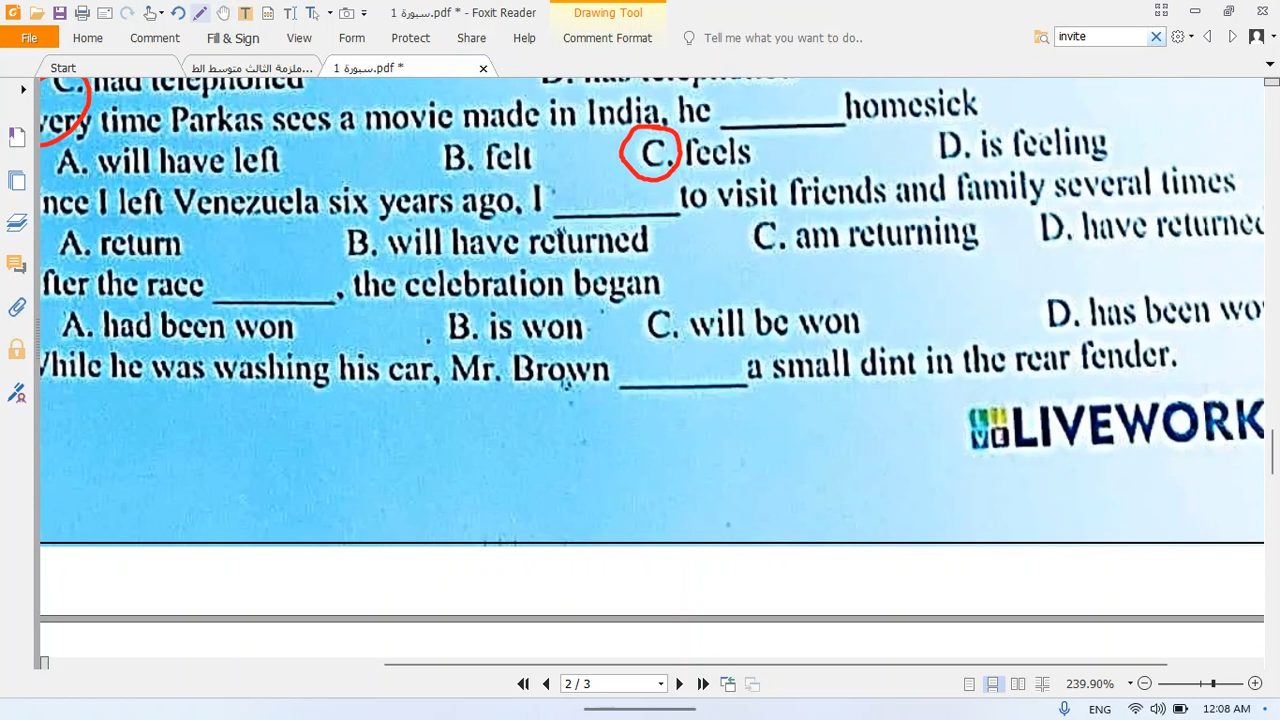 1 سبورة.pdf * - Foxit Reader
Drawing Tool
File Home Comment Fill & Sign View Form Protect Share Help Comment Format Tell me what you want to do.. invite
Start ملزمة الثالث متوسط الط... 1 سبورة.pdf *
C. had telephoned D. has telephoned
very time Parkas sees a movie made in India, he ________ homesick
A. will have left B. felt C. feels D. is feeling
nce I left Venezuela six years ago, I ________ to visit friends and family several times
A. return B. will have returned C. am returning D. have returned
fter the race ________, the celebration began
A. had been won B. is won C. will be won D. has been wo
While he was washing his car, Mr. Brown ________ a small dint in the rear fender.
LIVEWORK
2 / 3 239.90%
ENG 12:08 AM